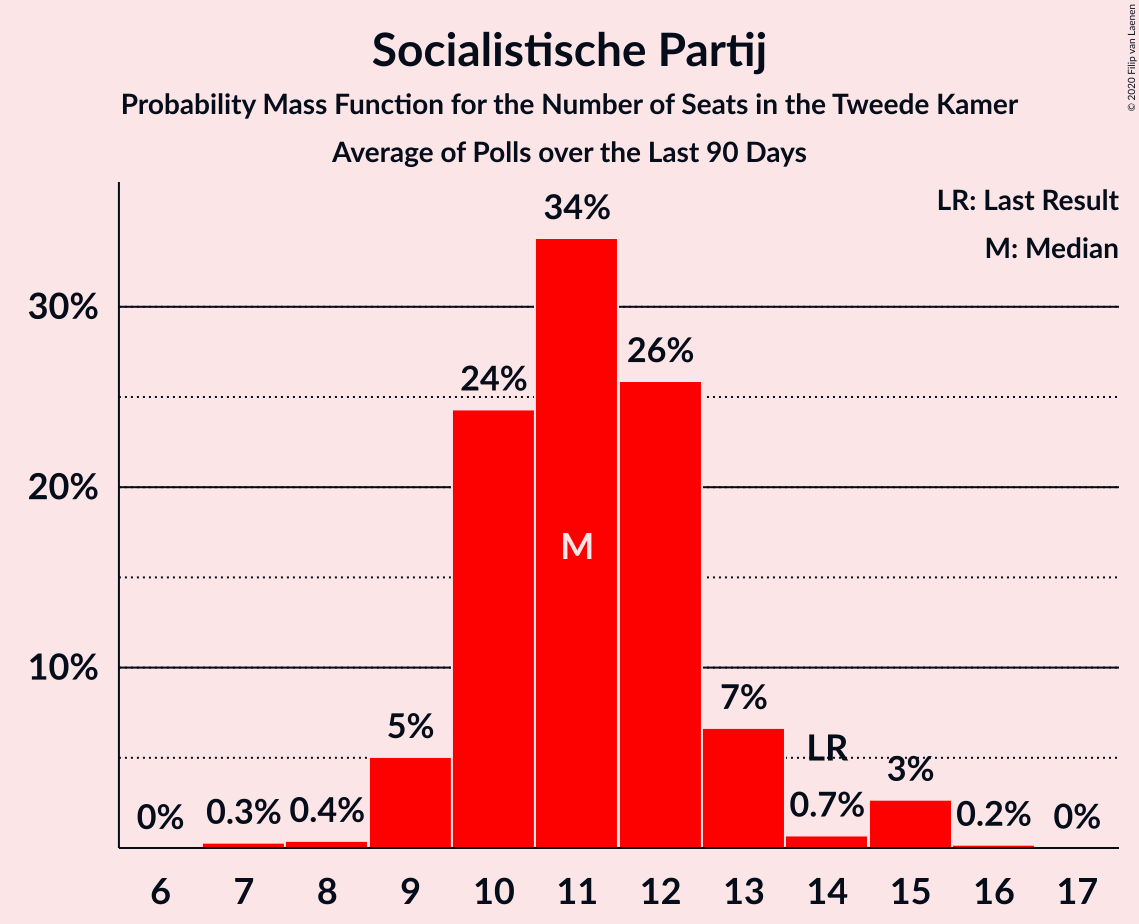 Socialistische Partij
Probability Mass Function for the Number of Seats in the Tweede Kamer
Average of Polls over the Last 90 Days
© 2020 Filip van Laenen
LR: Last Result
M: Median
34%
30%
26%
24%
20%
M
10%
7%
5%
LR
3%
0% 0.3% 0.4% 0.7% 0.2% 0%
6 7 8 9 10 11 12 13 14 15 16 17